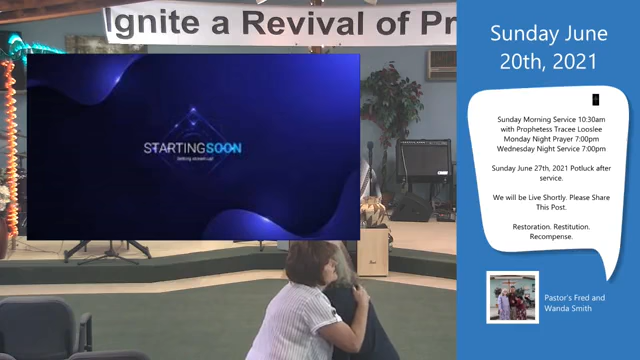 Ignite a Revival of Pr
STARTINGSOON
Sunday June
20th, 2021
Sunday Morning Service 10:30am
with Prophetess Tracee Looslee
Monday Night Prayer 7:00pm
Wednesday Night Service 7:00pm
Sunday June 27th, 2021 Potluck after
service.
We will be Live Shortly. Please Share
This Post.
Restoration. Restitution.
Recompense.
Pastor's Fred and
Wanda Smith